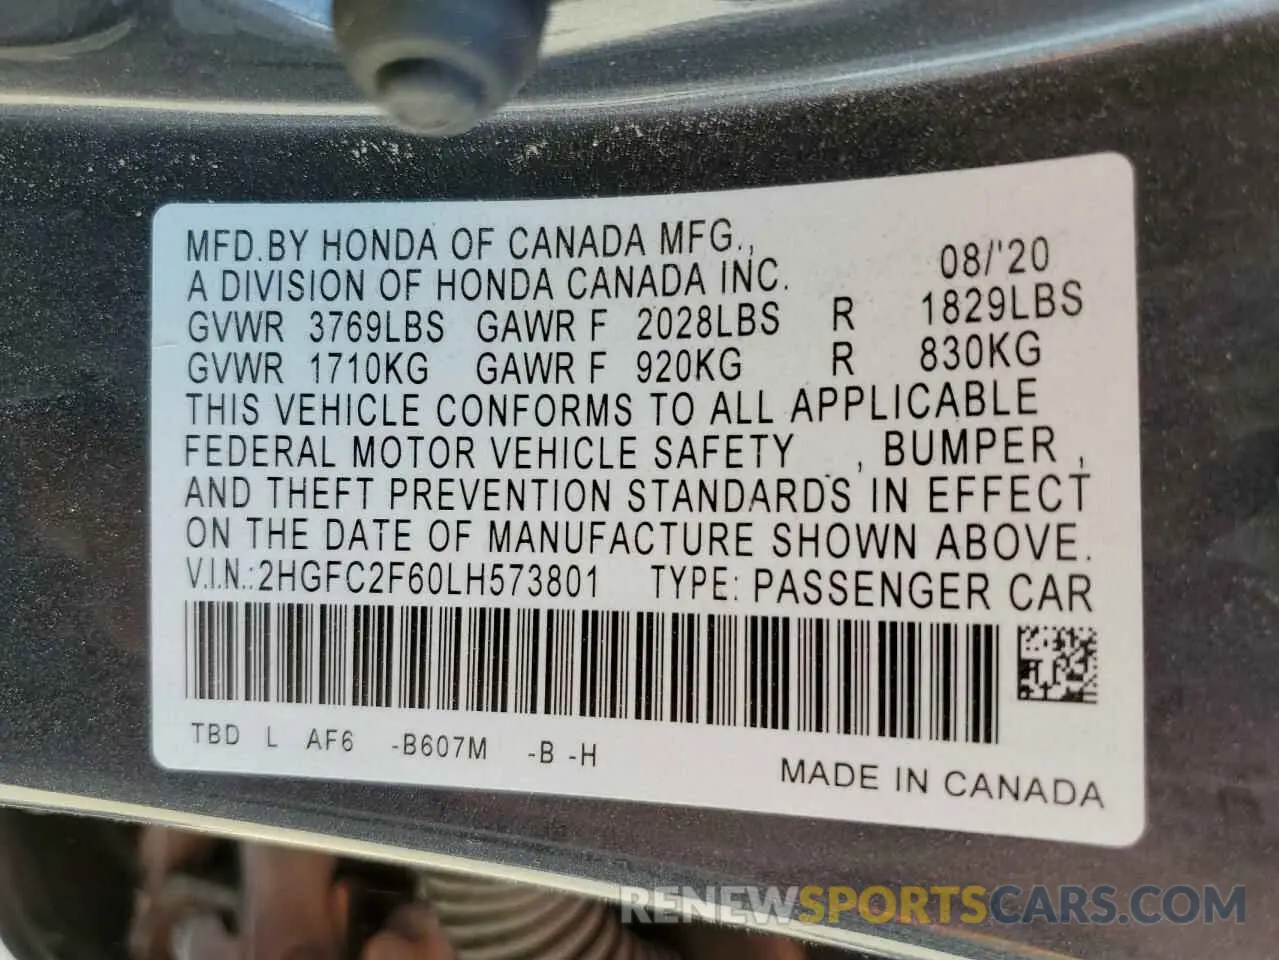 MFD.BY HONDA OF CANADA MFG.,
A DIVISION OF HONDA CANADA INC. 08/'20
GVWR 3769LBS GAWR F 2028LBS R 1829LBS
GVWR 1710KG GAWR F 920KG R 830KG
THIS VEHICLE CONFORMS TO ALL APPLICABLE
FEDERAL MOTOR VEHICLE SAFETY , BUMPER ,
AND THEFT PREVENTION STANDARDS IN EFFECT
ON THE DATE OF MANUFACTURE SHOWN ABOVE.
V.I.N.:2HGFC2F60LH573801 TYPE: PASSENGER CAR
TBD L AF6 -B607M -B -H
MADE IN CANADA
RENEWSPORTSCARS.COM